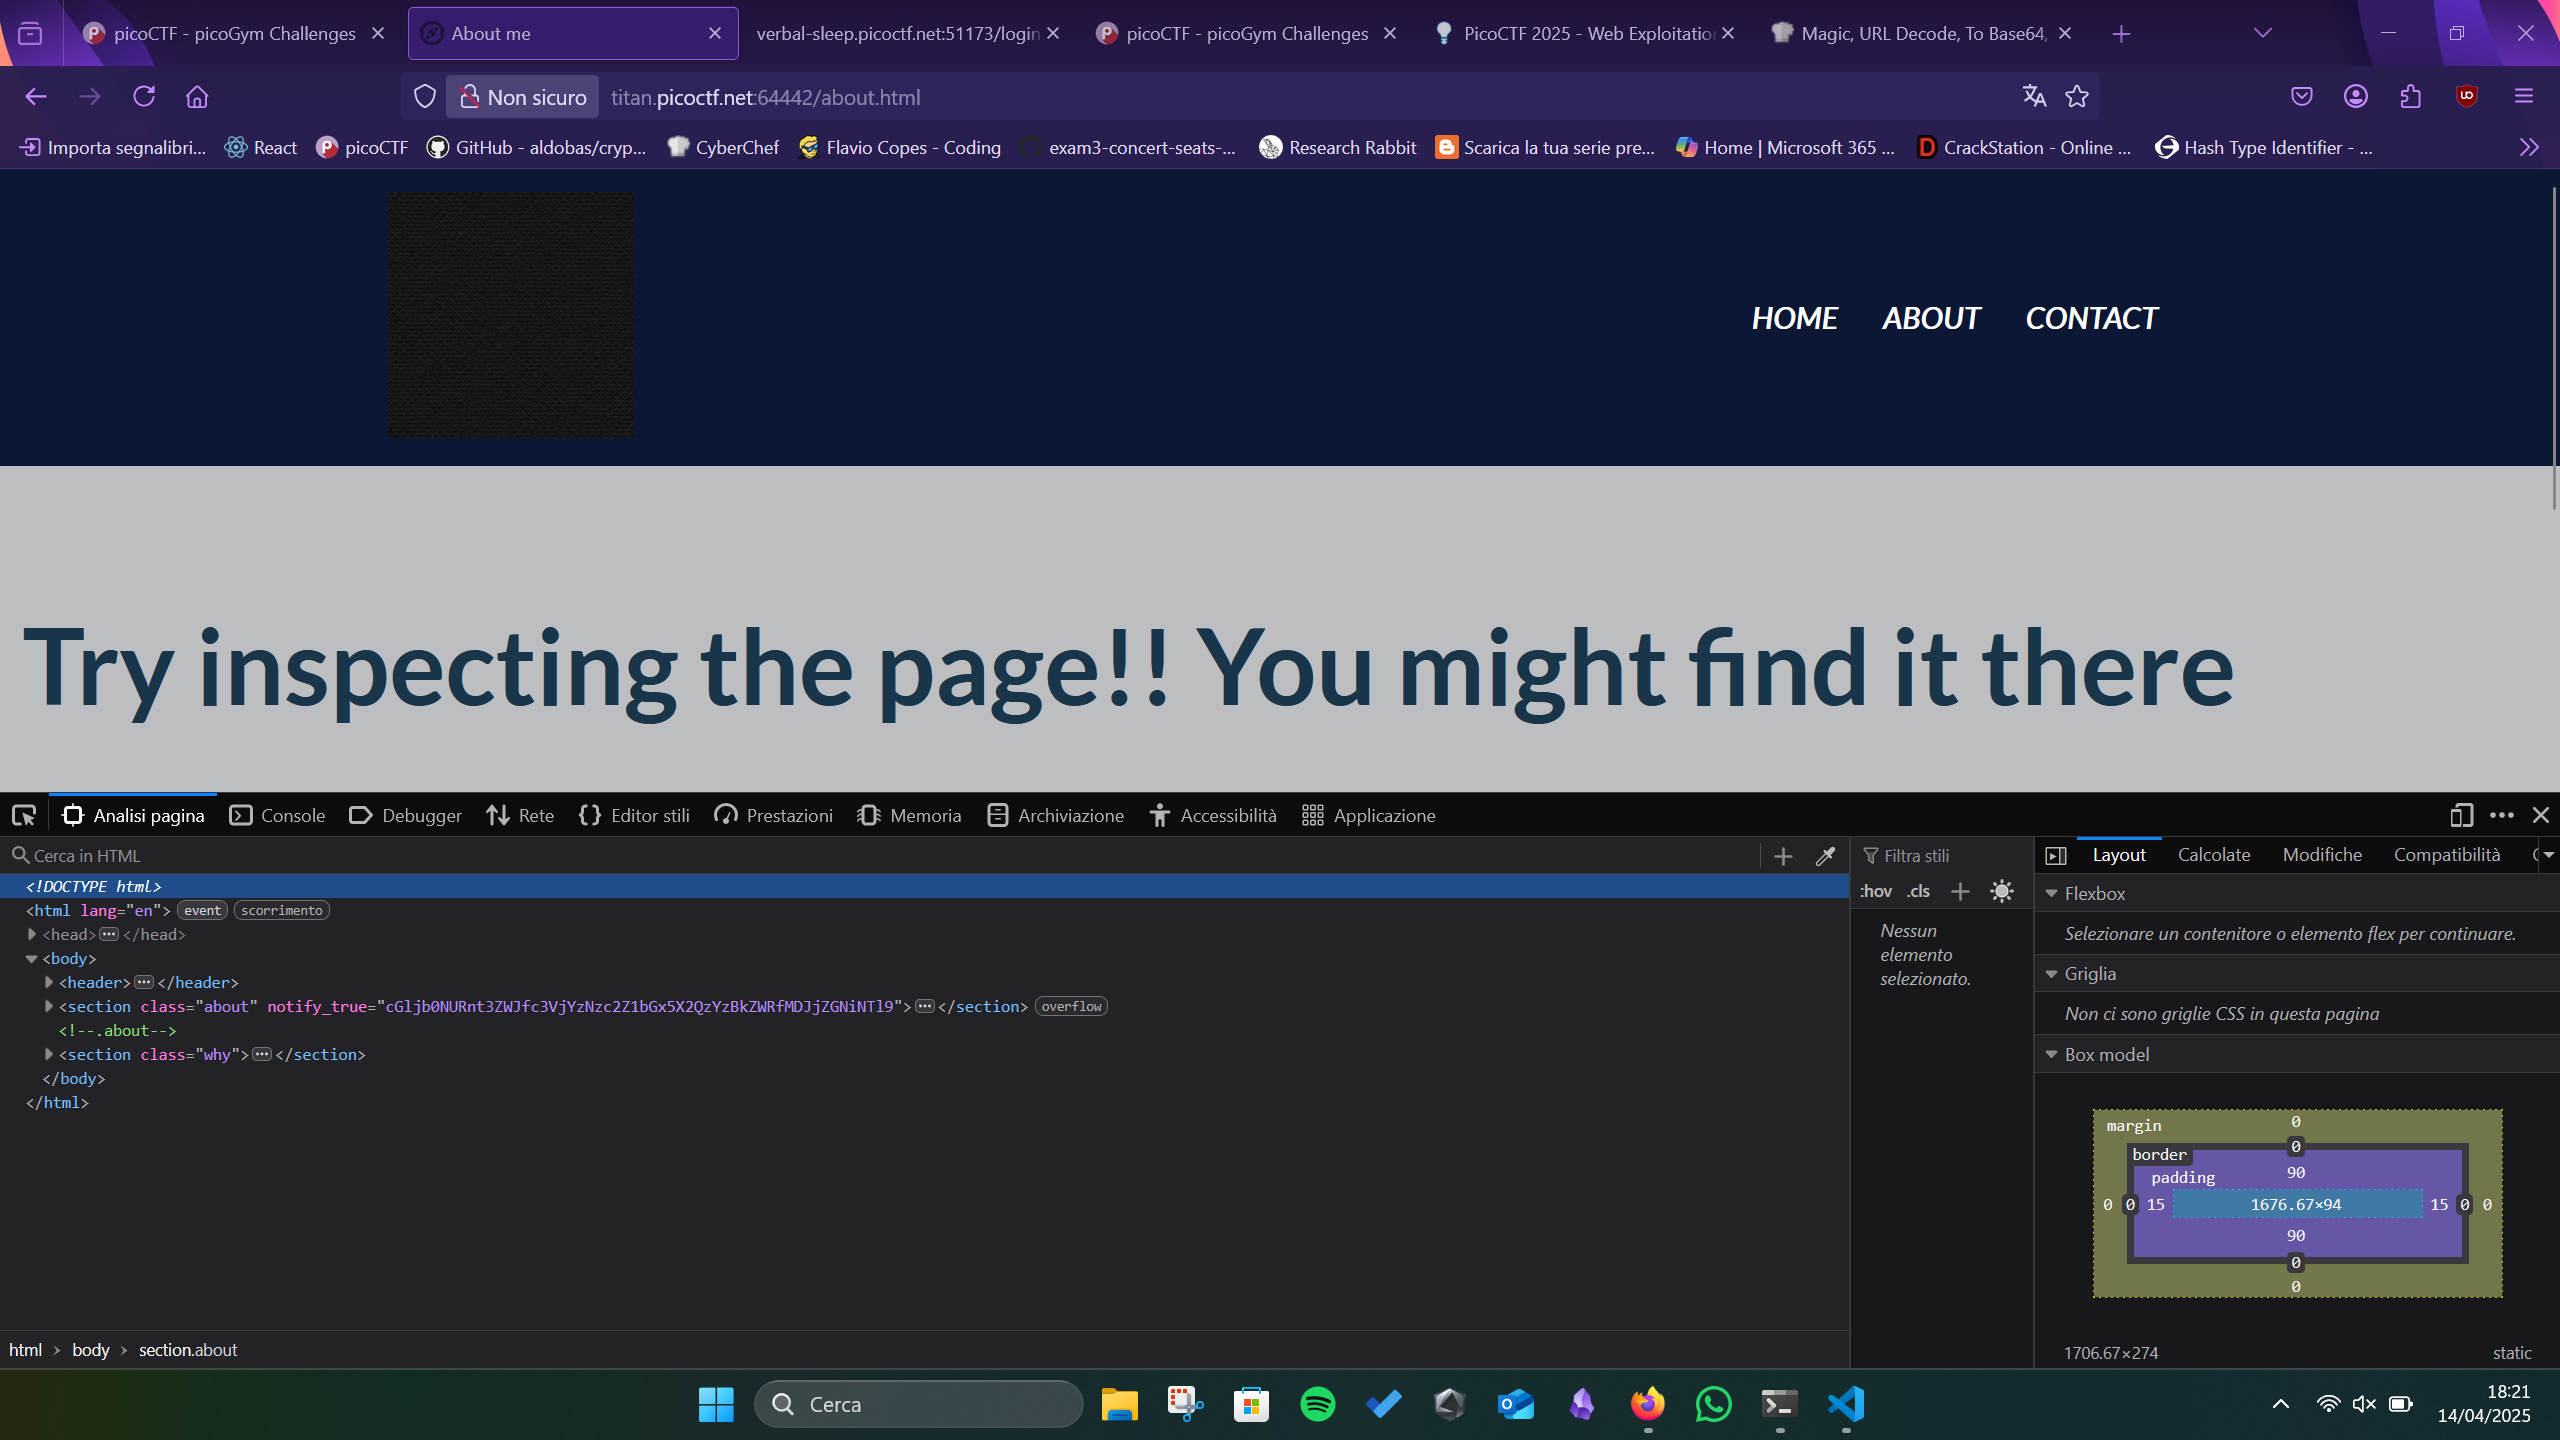 picoCTF - picoGym Challenges
About me
verbal-sleep.picoctf.net:51173/login
picoCTF - picoGym Challenges
PicoCTF 2025 - Web Exploitation
Magic, URL Decode, To Base64,
Non sicuro
titan.picoctf.net:64442/about.html
Importa segnalibri...
React
picoCTF
GitHub - aldobas/cryp...
CyberChef
Flavio Copes - Coding
exam3-concert-seats-...
Research Rabbit
Scarica la tua serie pre...
Home | Microsoft 365 ...
CrackStation - Online ...
Hash Type Identifier - ...
HOME ABOUT CONTACT
Try inspecting the page!! You might find it there
Analisi pagina
Console
Debugger
Rete
Editor stili
Prestazioni
Memoria
Archiviazione
Accessibilità
Applicazione
Cerca in HTML
<!DOCTYPE html>
<html lang="en"> event scorrimento
<head> ••• </head>
<body>
<header> ••• </header>
<section class="about" notify_true="cGljb0NURnt3ZWJfc3VjYzNzc2Z1bGx5X2QzYzBkZWRfMDJjZGNiNTl9"> ••• </section> overflow
<!--.about-->
<section class="why"> ••• </section>
</body>
</html>
html > body > section.about
Filtra stili
:hov .cls
Nessun
elemento
selezionato.
Layout
Calcolate
Modifiche
Compatibilità
Flexbox
Selezionare un contenitore o elemento flex per continuare.
Griglia
Non ci sono griglie CSS in questa pagina
Box model
margin
0
border
0
padding
90
0 0 15 1676.67×94 15 0 0
90
0
0
1706.67×274
static
Cerca
18:21
14/04/2025